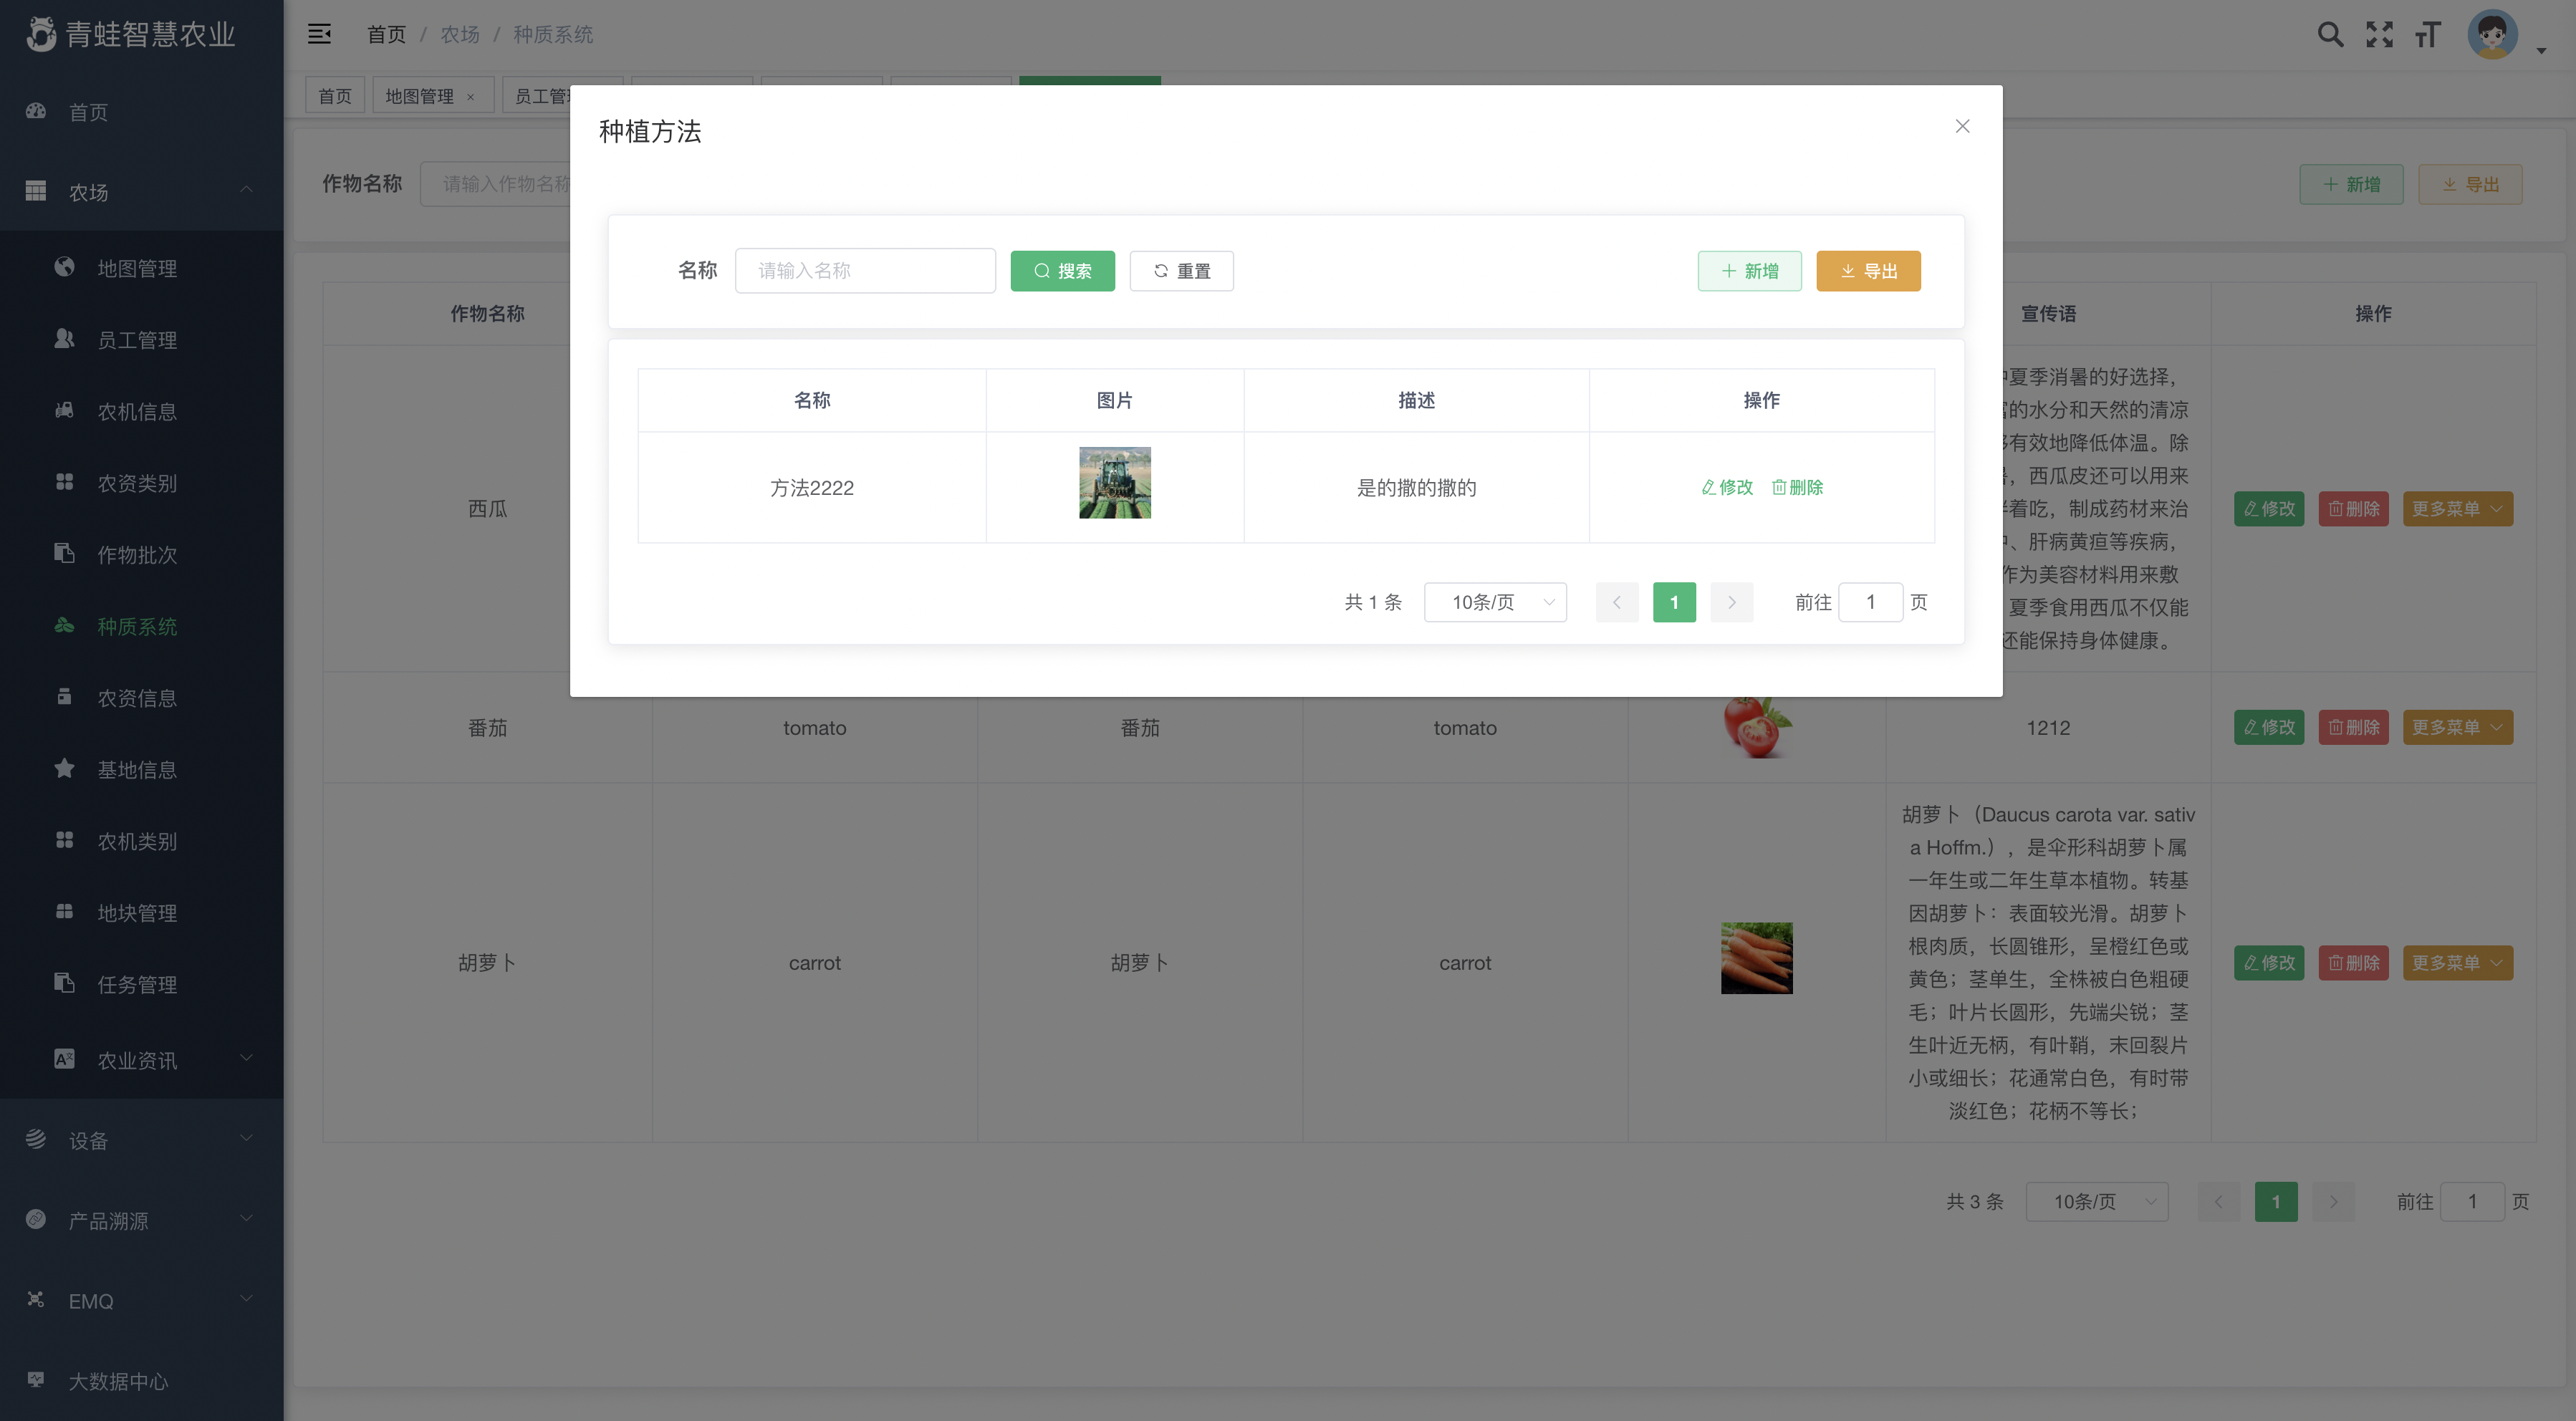 青蛙智慧农业
首页 / 农场 / 种质系统
首页
地图管理 ×
员工管
首页
农场
地图管理
员工管理
农机信息
农资类别
作物批次
种质系统
农资信息
基地信息
农机类别
地块管理
任务管理
农业资讯
设备
产品溯源
EMQ
大数据中心
种植方法
名称 请输入名称 搜索 重置 新增 导出
名称 图片 描述 操作
方法2222 是的撒的撒的 修改 删除
共 1 条 10条/页 1 前往 1 页
作物名称 请输入作物名称 新增 导出
作物名称 宣传语 操作
西瓜
夏季消暑的好选择，
的水分和天然的清凉
有效地降低体温。除
，西瓜皮还可以用来
着吃，制成药材来治
、肝病黄疸等疾病，
作为美容材料用来敷
夏季食用西瓜不仅能
还能保持身体健康。
修改 删除 更多菜单
番茄 tomato 番茄 tomato 1212 修改 删除 更多菜单
胡萝卜 carrot 胡萝卜 carrot
胡萝卜（Daucus carota var. sativ
a Hoffm.），是伞形科胡萝卜属
一年生或二年生草本植物。转基
因胡萝卜：表面较光滑。胡萝卜
根肉质，长圆锥形，呈橙红色或
黄色；茎单生，全株被白色粗硬
毛；叶片长圆形，先端尖锐；茎
生叶近无柄，有叶鞘，末回裂片
小或细长；花通常白色，有时带
淡红色；花柄不等长；
修改 删除 更多菜单
共 3 条 10条/页 1 前往 1 页